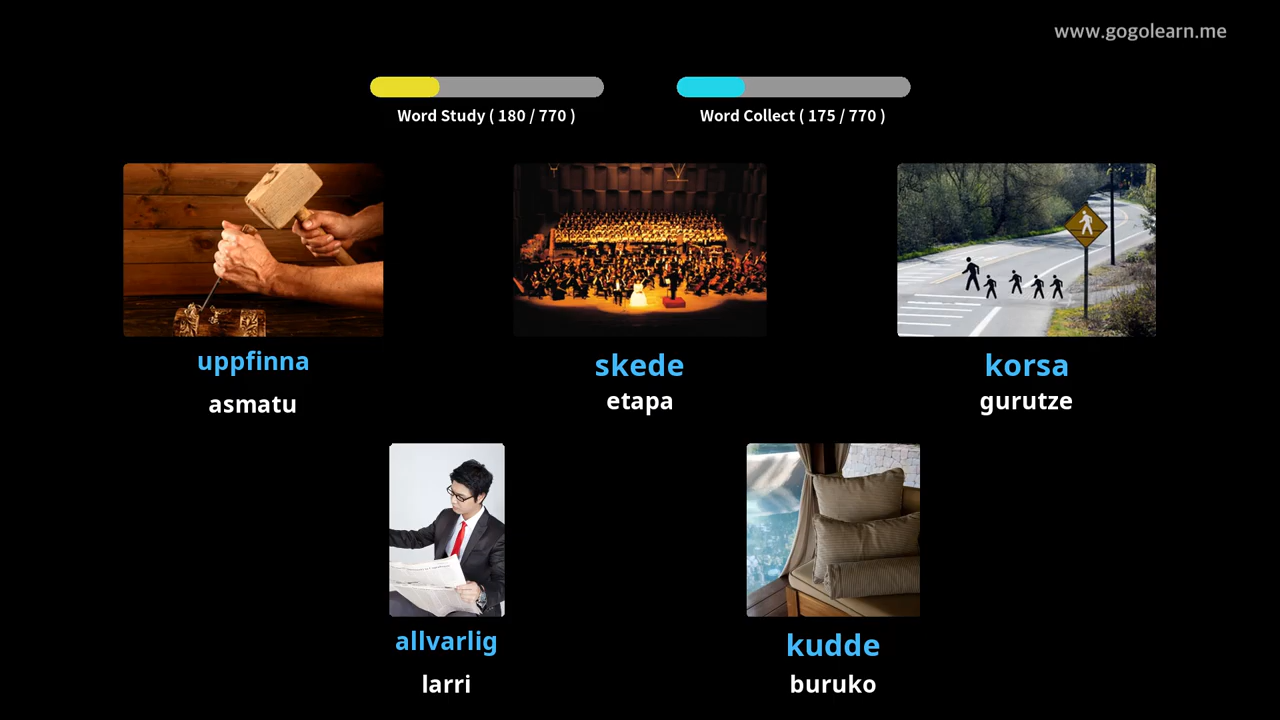 www.gogolearn.me
Word Study ( 180 / 770 )
Word Collect ( 175 / 770 )
uppfinna
asmatu
skede
etapa
korsa
gurutze
allvarlig
larri
kudde
buruko